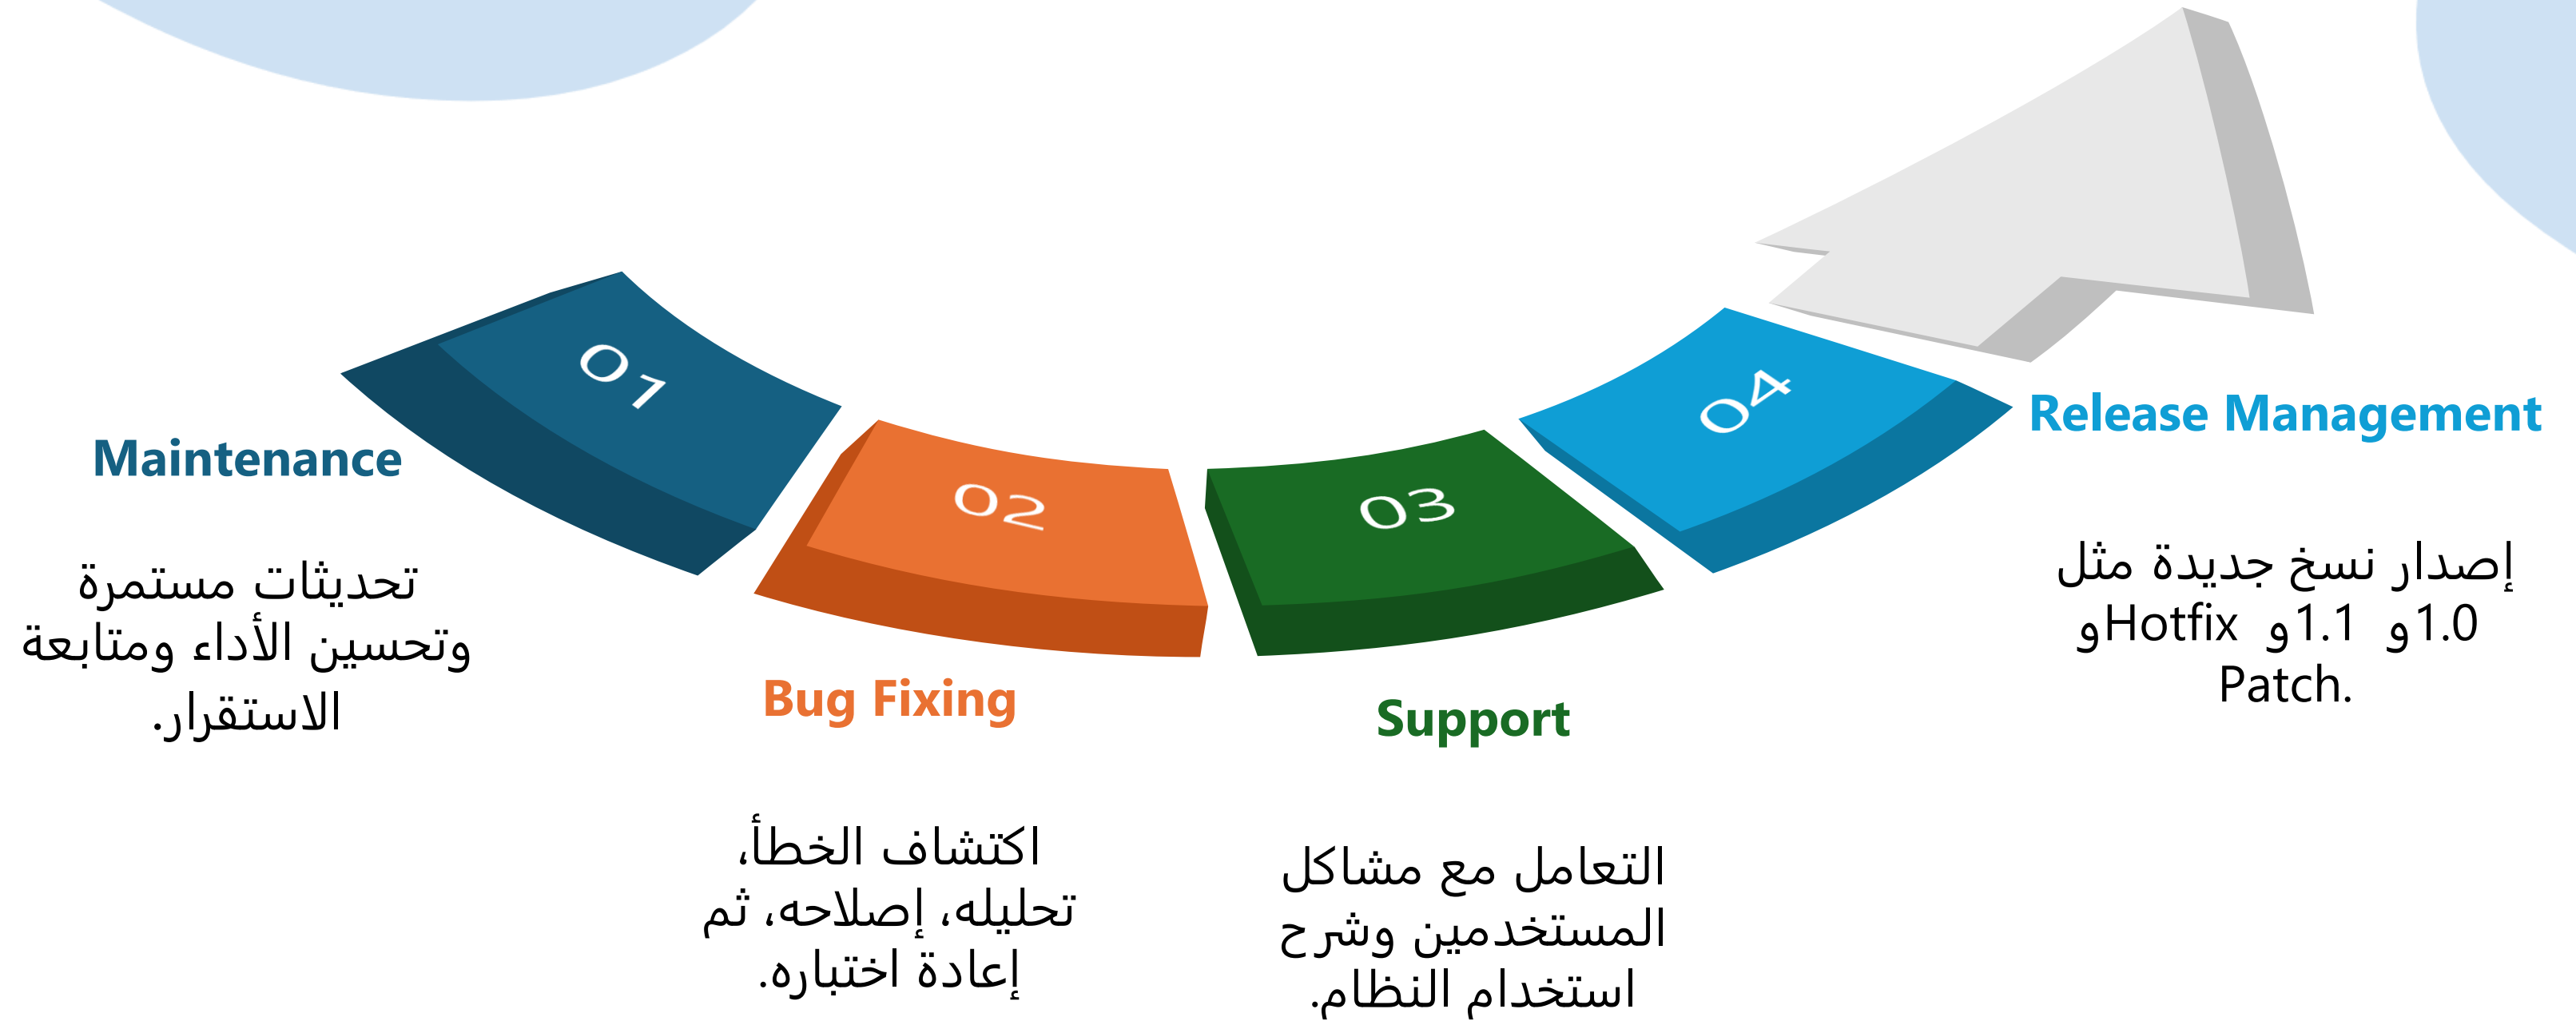 01
Maintenance
تحديثات مستمرة
وتحسين الأداء ومتابعة
الاستقرار.
02
Bug Fixing
اكتشاف الخطأ،
تحليله، إصلاحه، ثم
إعادة اختباره.
03
Support
التعامل مع مشاكل
المستخدمين وشرح
استخدام النظام.
04
Release Management
إصدار نسخ جديدة مثل
1.0و 1.1و Hotfixو
Patch.